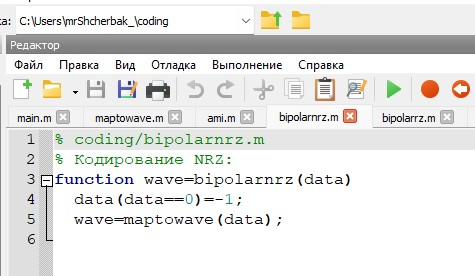 ка: C:\Users\mrShcherbak_\coding
Редактор
Файл Правка Вид Отладка Выполнение Справка
main.m maptowave.m ami.m bipolarnrz.m bipolarrz.m
1 % coding/bipolarnrz.m
2 % Кодирование NRZ:
3 function wave=bipolarnrz(data)
4 data(data==0)=-1;
5 wave=maptowave(data);
6